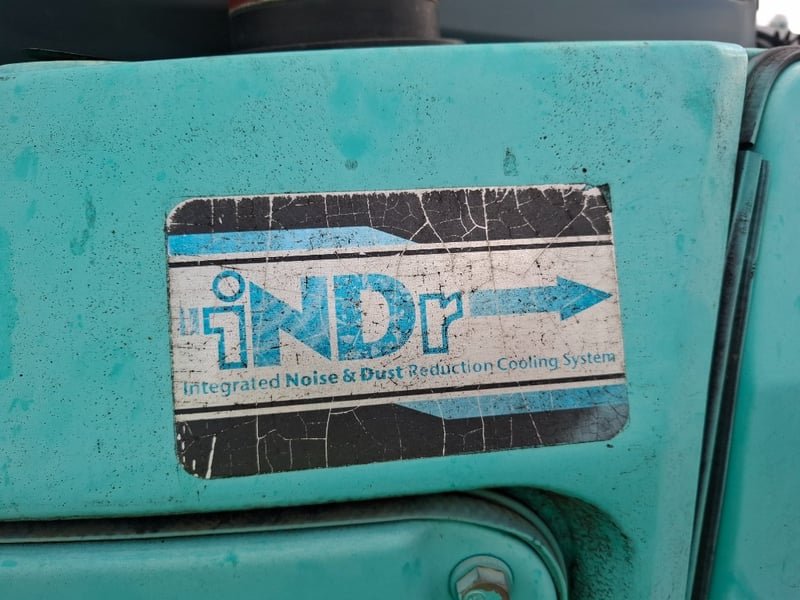 iNDr
Integrated Noise & Dust Reduction Cooling System